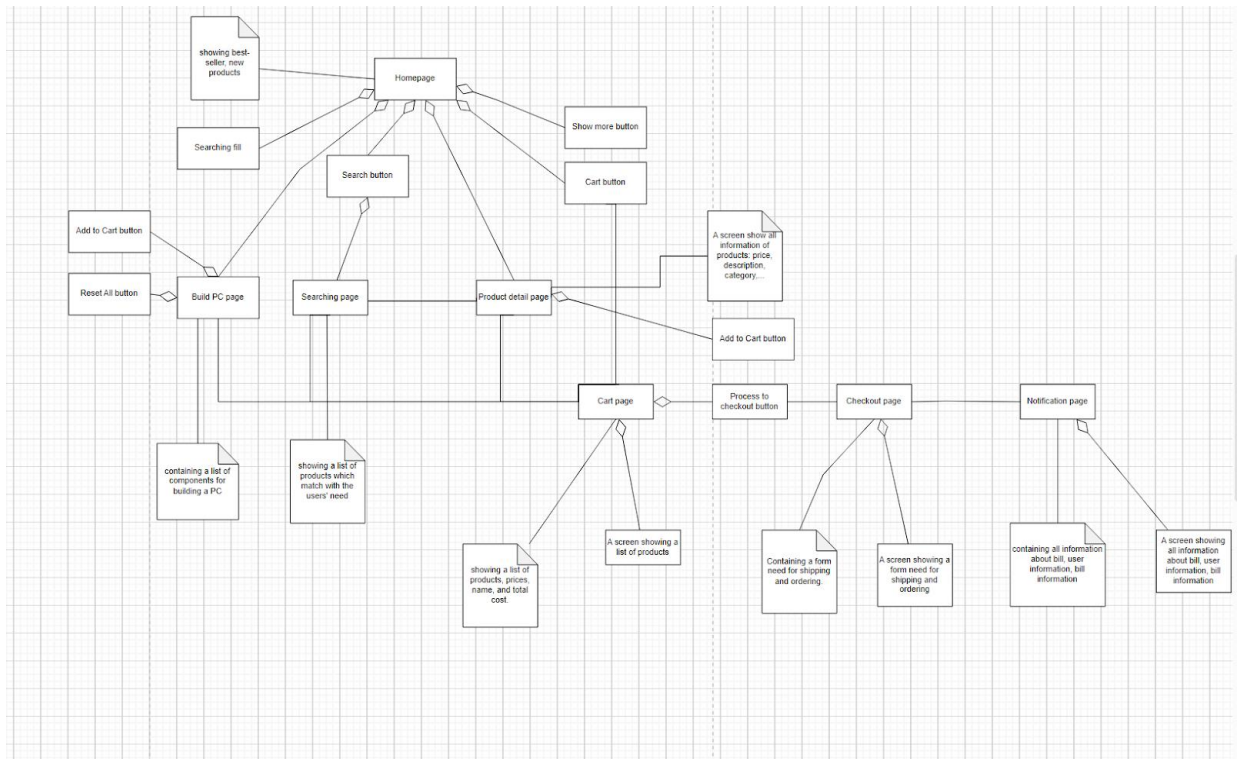 showing best-
seller, new
products
Homepage
Show more button
Searching fill
Search button
Cart button
Add to Cart button
A screen show all
information of
products: price,
description,
category,...
Reset All button
Build PC page
Searching page
Product detail page
Add to Cart button
Cart page
Process to
checkout button
Checkout page
Notification page
containing a list of
components for
building a PC
showing a list of
products which
match with the
users' need
showing a list of
products, prices,
name, and total
cost.
A screen showing a
list of products
Containing a form
need for shipping
and ordering.
A screen showing a
form need for
shipping and
ordering
containing all information
about bill, user
information, bill
information
A screen showing
all information
about bill, user
information, bill
information